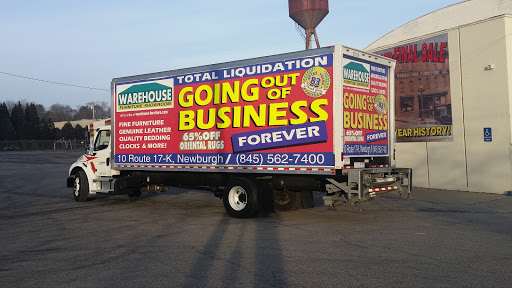 TOTAL LIQUIDATION
WAREHOUSE
FURNITURE SHOWROOM
GOING OUT OF
BUSINESS
FOREVER
83
FINE FURNITURE
GENUINE LEATHER
QUALITY BEDDING
CLOCKS & MORE!
65% OFF
ORIENTAL RUGS
10 Route 17-K, Newburgh / (845) 562-7400
WAREHOUSE
GOING OUT
OF
BUSINESS
FOREVER
FINAL SALE
YEAR HISTORY!